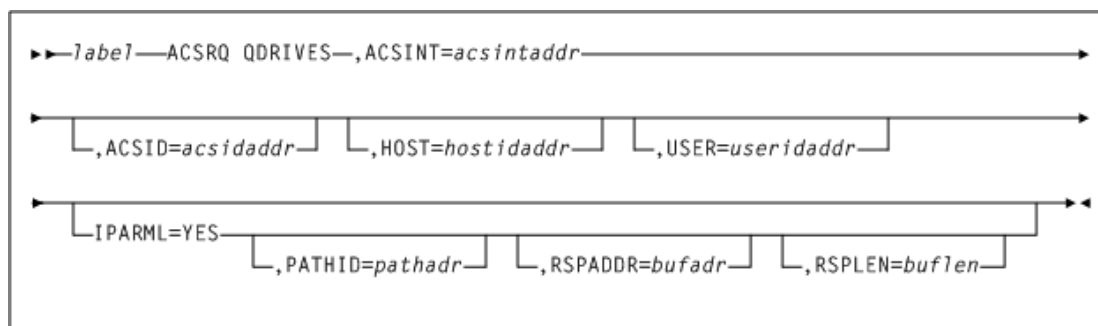 label ACSRQ QDRIVES ,ACSINT=acsintaddr
,ACSID=acsidaddr ,HOST=hostidaddr ,USER=useridaddr
IPARML=YES
,PATHID=pathadr ,RSPADDR=bufadr ,RSPLEN=buflen